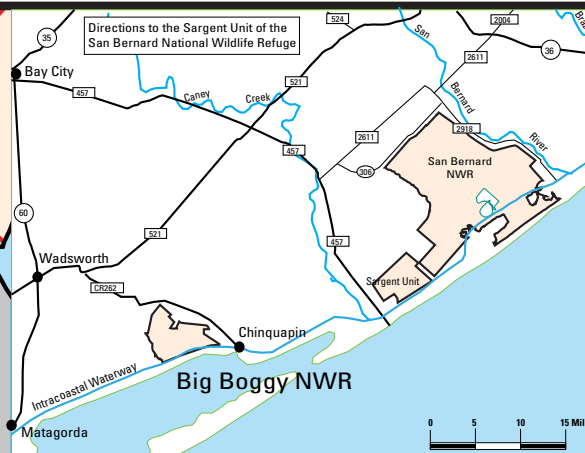 Directions to the Sargent Unit of the
San Bernard National Wildlife Refuge
35
524
San
2004
36
2611
Bay City
457
Caney
Creek
521
Bernard
2611
2918
River
457
306
San Bernard
NWR
60
521
457
Wadsworth
CR262
Sargent Unit
Chinquapin
Intracoastal Waterway
Big Boggy NWR
Matagorda
0 5 10 15 Mil